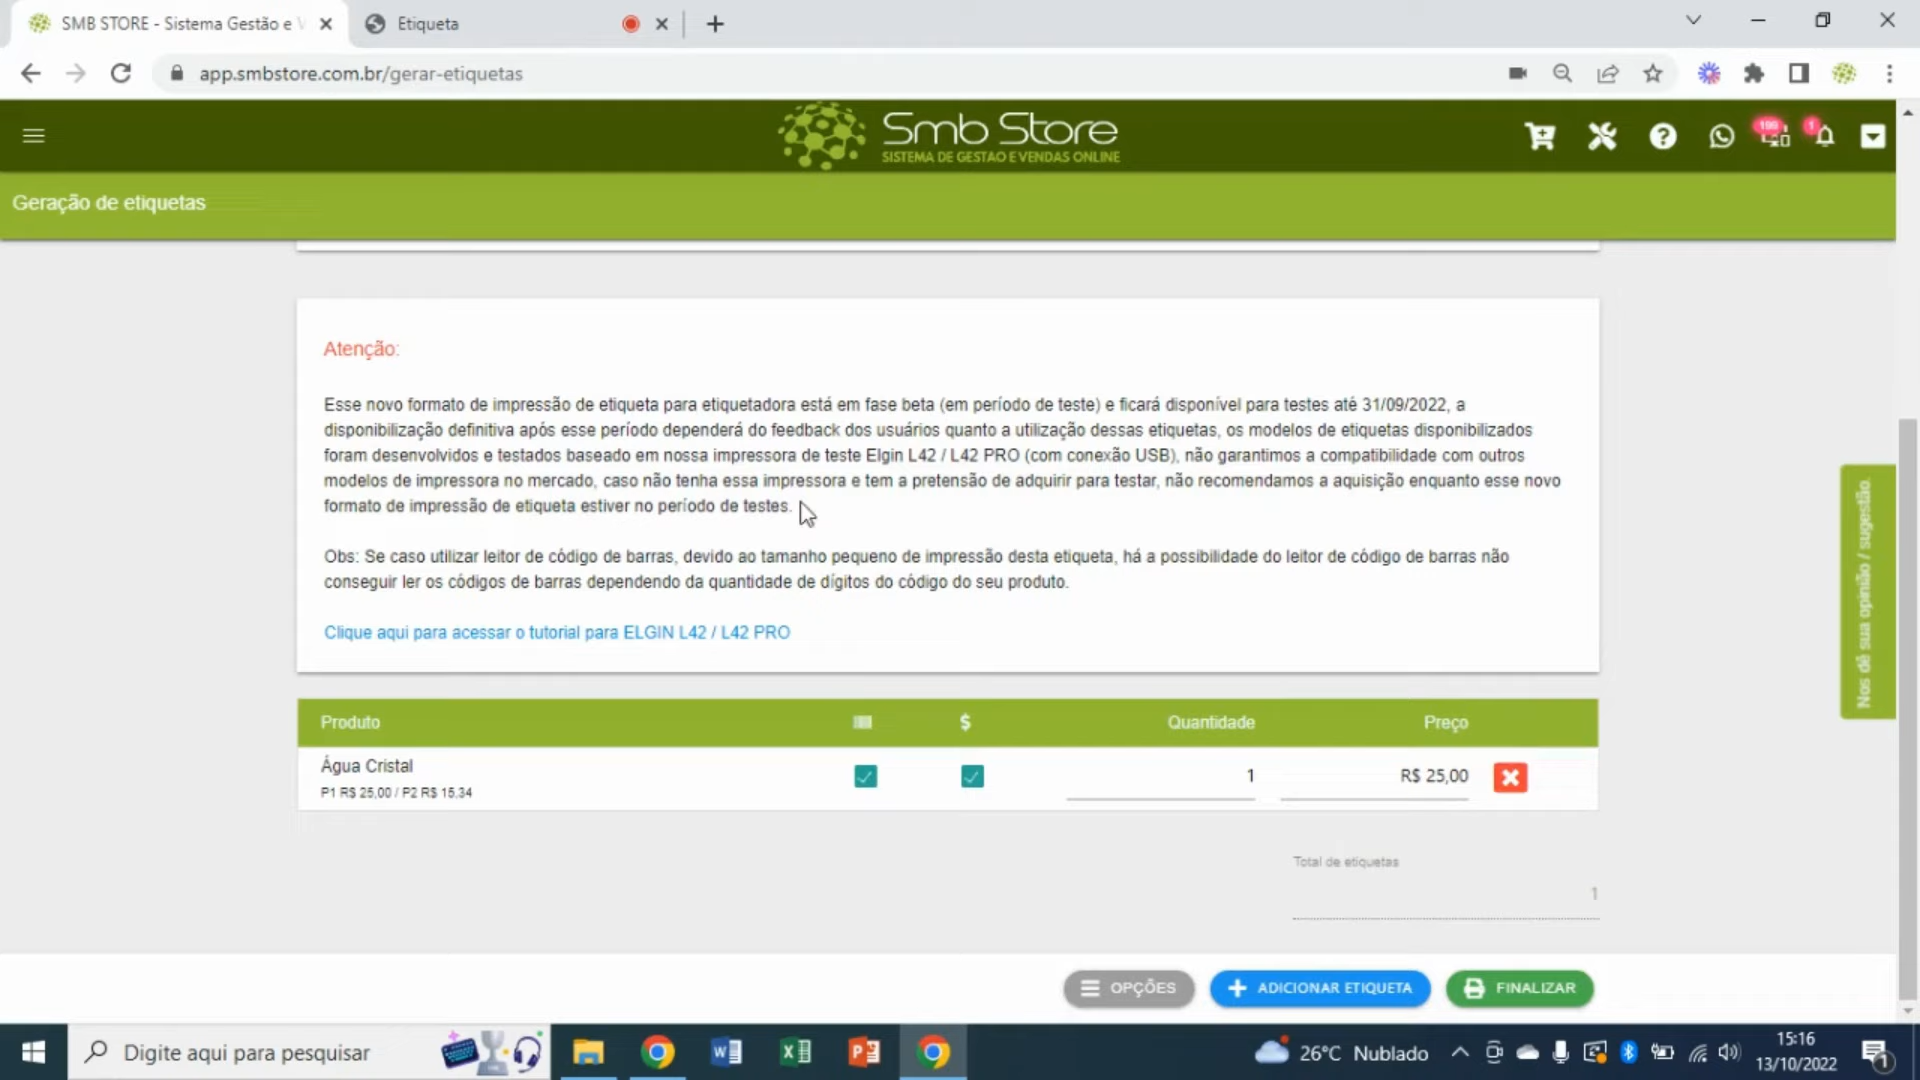 SMB STORE - Sistema Gestão e V
Etiqueta
app.smbstore.com.br/gerar-etiquetas
Smb Store
SISTEMA DE GESTAO E VENDAS ONLINE
199
1
Geração de etiquetas
Atenção:
Esse novo formato de impressão de etiqueta para etiquetadora está em fase beta (em período de teste) e ficará disponível para testes até 31/09/2022, a
disponibilização definitiva após esse período dependerá do feedback dos usuários quanto a utilização dessas etiquetas, os modelos de etiquetas disponibilizados
foram desenvolvidos e testados baseado em nossa impressora de teste Elgin L42 / L42 PRO (com conexão USB), não garantimos a compatibilidade com outros
modelos de impressora no mercado, caso não tenha essa impressora e tem a pretensão de adquirir para testar, não recomendamos a aquisição enquanto esse novo
formato de impressão de etiqueta estiver no período de testes.
Obs: Se caso utilizar leitor de código de barras, devido ao tamanho pequeno de impressão desta etiqueta, há a possibilidade do leitor de código de barras não
conseguir ler os códigos de barras dependendo da quantidade de dígitos do código do seu produto.
Clique aqui para acessar o tutorial para ELGIN L42 / L42 PRO
Nos dê sua opinião / sugestão.
Produto $ Quantidade Preço
Água Cristal 1 R$ 25,00
P1 R$ 25,00 / P2 R$ 15,34
Total de etiquetas
1
OPÇÕES
ADICIONAR ETIQUETA
FINALIZAR
Digite aqui para pesquisar
26°C Nublado
15:16
13/10/2022
1